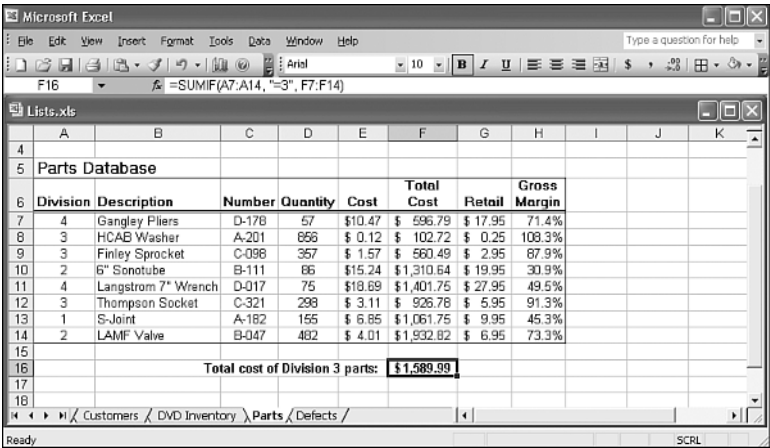 Microsoft Excel
File Edit View Insert Format Tools Data Window Help Type a question for help
Arial 10 B I U $ ,
F16 fx =SUMIF(A7:A14, "=3", F7:F14)
Lists.xls
A B C D E F G H I J K
4
5 Parts Database
6 Division Description Number Quantity Cost Total Cost Retail Gross Margin
7 4 Gangley Pliers D-178 57 $10.47 $ 596.79 $ 17.95 71.4%
8 3 HCAB Washer A-201 856 $ 0.12 $ 102.72 $ 0.25 108.3%
9 3 Finley Sprocket C-098 357 $ 1.57 $ 560.49 $ 2.95 87.9%
10 2 6" Sonotube B-111 86 $15.24 $1,310.64 $ 19.95 30.9%
11 4 Langstrom 7" Wrench D-017 75 $18.69 $1,401.75 $ 27.95 49.5%
12 3 Thompson Socket C-321 298 $ 3.11 $ 926.78 $ 5.95 91.3%
13 1 S-Joint A-182 155 $ 6.85 $1,061.75 $ 9.95 45.3%
14 2 LAMF Valve B-047 482 $ 4.01 $1,932.82 $ 6.95 73.3%
15
16 Total cost of Division 3 parts: $1,589.99
17
18
Customers / DVD Inventory \ Parts / Defects /
Ready SCRL